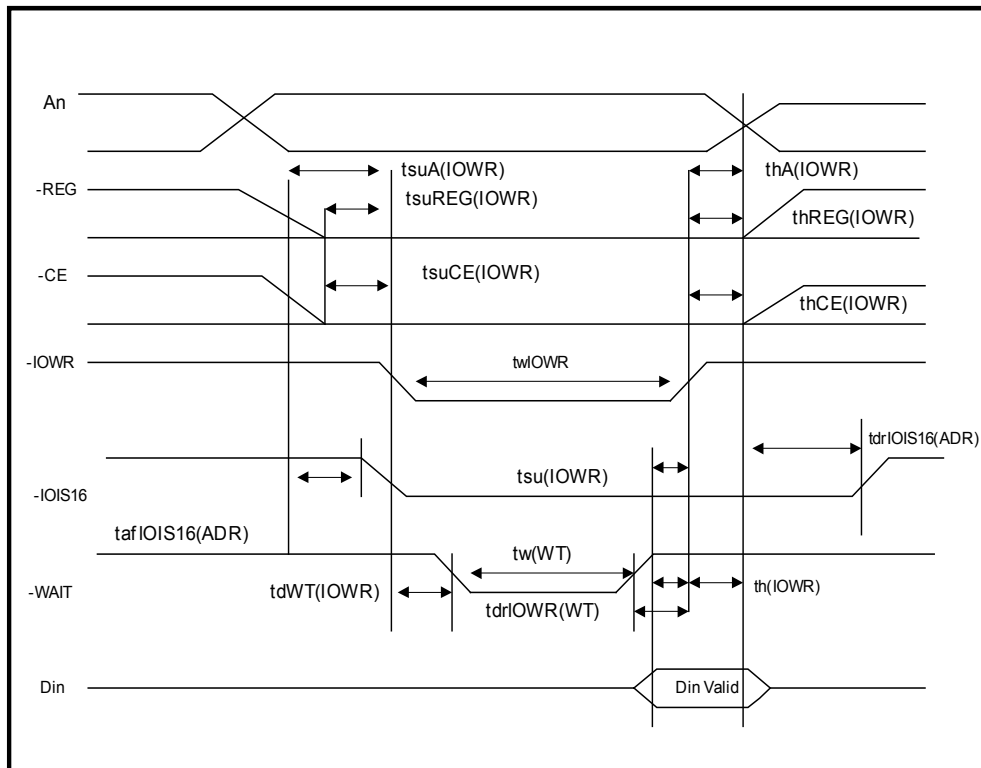 An
tsuA(IOWR)
thA(IOWR)
-REG
tsuREG(IOWR)
thREG(IOWR)
-CE
tsuCE(IOWR)
thCE(IOWR)
-IOWR
twIOWR
tdrIOIS16(ADR)
-IOIS16
tsu(IOWR)
tafIOIS16(ADR)
tw(WT)
-WAIT
tdWT(IOWR)
tdrIOWR(WT)
th(IOWR)
Din
Din Valid